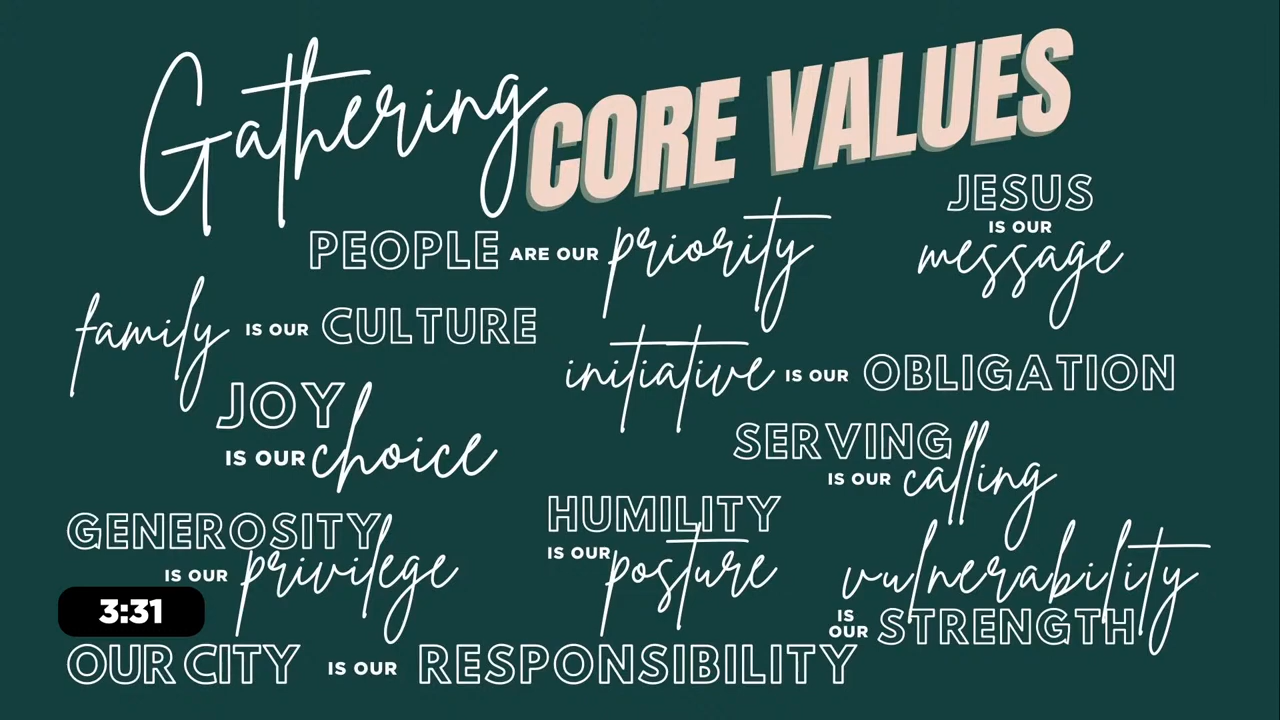 Gathering CORE VALUES
PEOPLE ARE OUR priority
JESUS
IS OUR
message
family IS OUR CULTURE
initiative IS OUR OBLIGATION
JOY
IS OUR choice
SERVING
IS OUR calling
GENEROSITY
IS OUR privilege
HUMILITY
IS OUR posture
vulnerability
IS
OUR STRENGTH
3:31
OUR CITY IS OUR RESPONSIBILITY